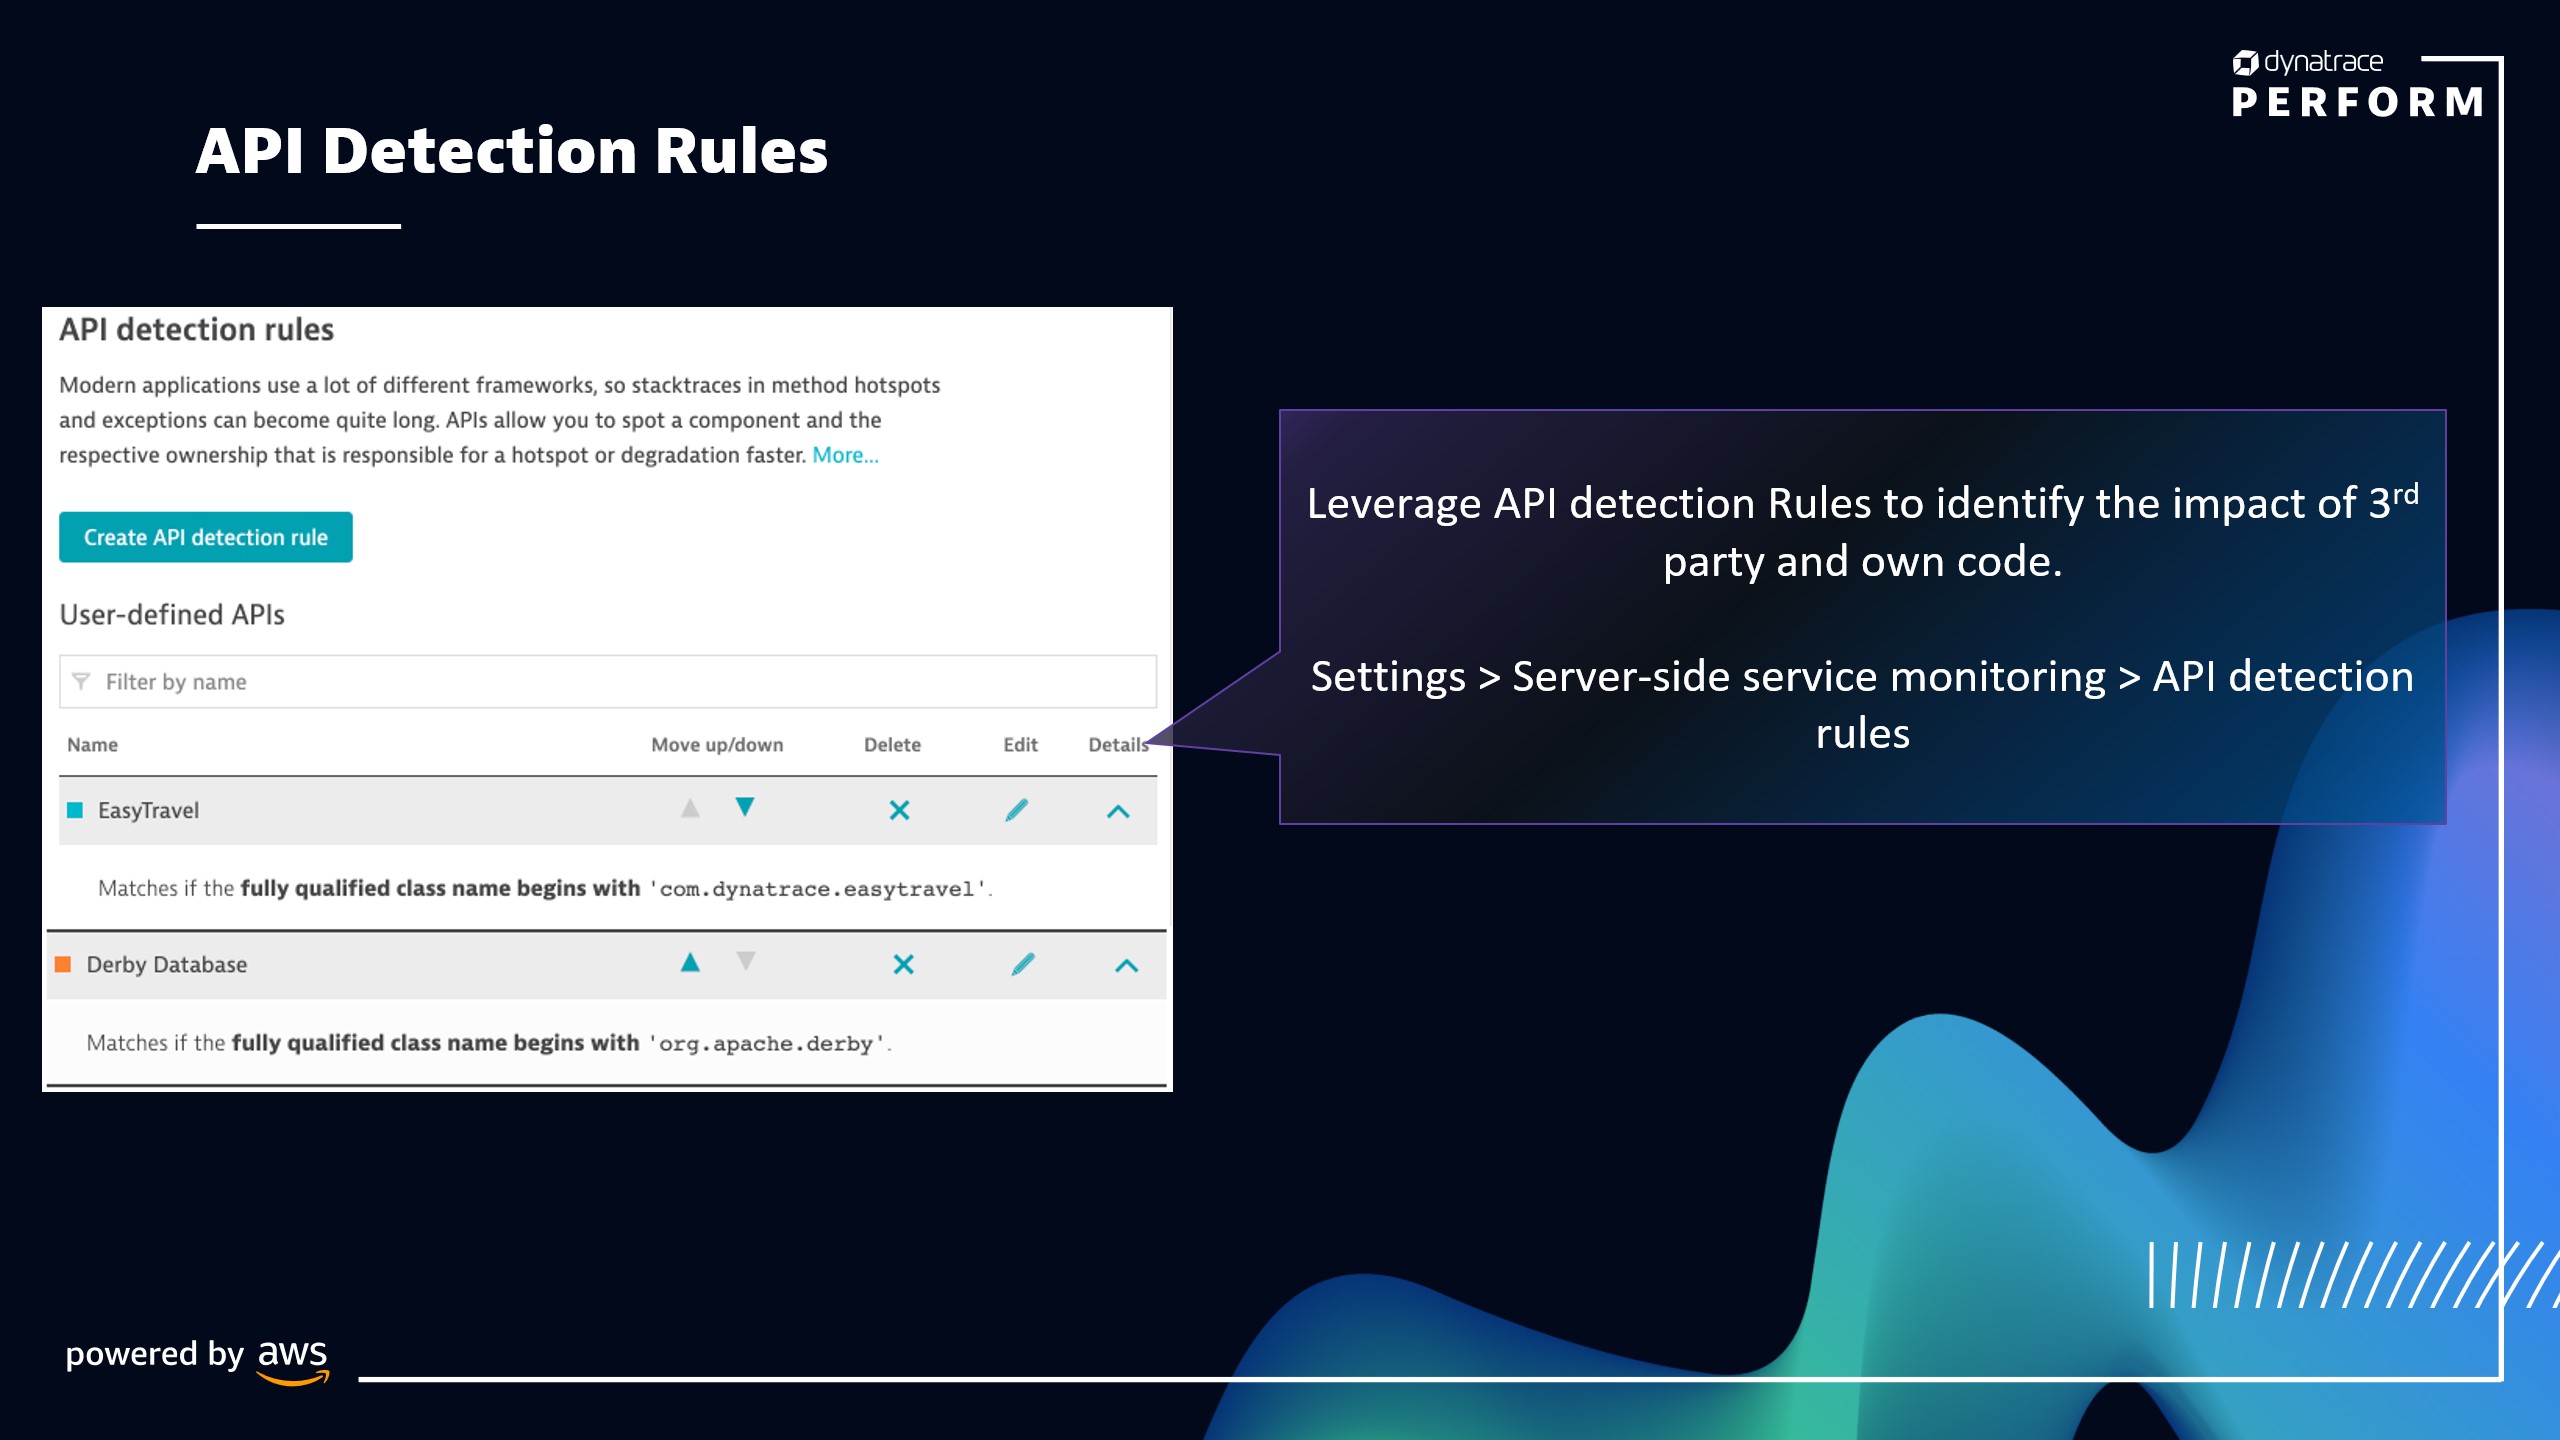 dynatrace
PERFORM
API Detection Rules
API detection rules
Modern applications use a lot of different frameworks, so stacktraces in method hotspots
and exceptions can become quite long. APIs allow you to spot a component and the
respective ownership that is responsible for a hotspot or degradation faster. More...
Create API detection rule
User-defined APIs
Filter by name
Name Move up/down Delete Edit Details
EasyTravel
Matches if the fully qualified class name begins with 'com.dynatrace.easytravel'.
Derby Database
Matches if the fully qualified class name begins with 'org.apache.derby'.
Leverage API detection Rules to identify the impact of 3rd
party and own code.
Settings > Server-side service monitoring > API detection
rules
powered by aws